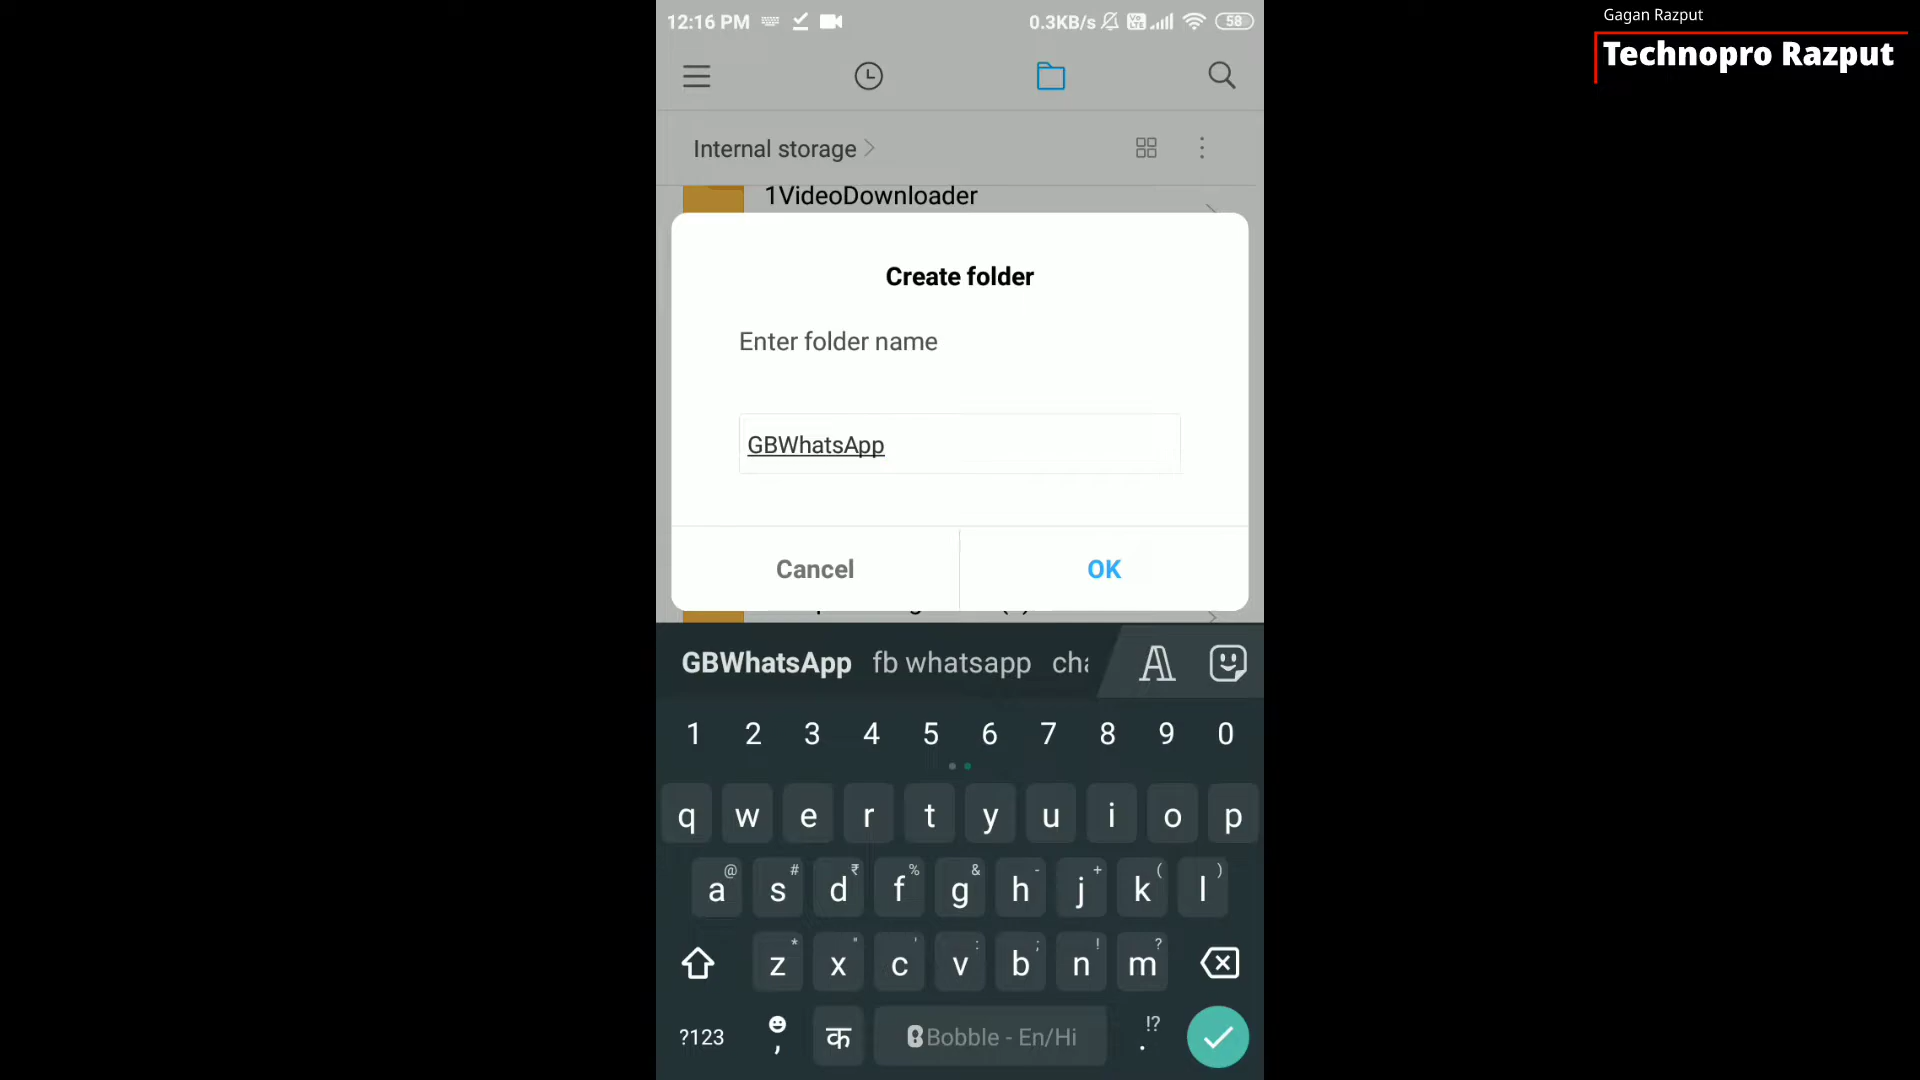 Gagan Razput
Technopro Razput
12:16 PM 0.3KB/s Vo LTE 58
Internal storage
1VideoDownloader
Create folder
Enter folder name
GBWhatsApp
Cancel OK
GBWhatsApp fb whatsapp
1 2 3 4 5 6 7 8 9 0
q w e r t y u i o p
@ # ₹ % & - + ( )
a s d f g h j k l
* " ' : ; ! ?
z x c v b n m
?123 , क Bobble - En/Hi . !?